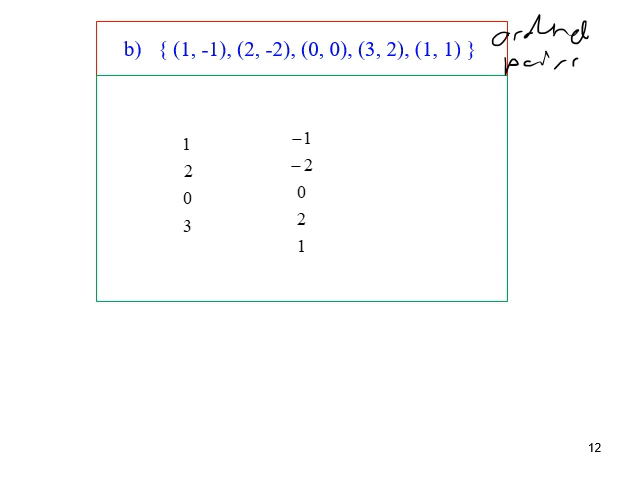 b) { (1, -1), (2, -2), (0, 0), (3, 2), (1, 1) }
ordered
pairs
1 −1
2 −2
0 0
3 2
1
12